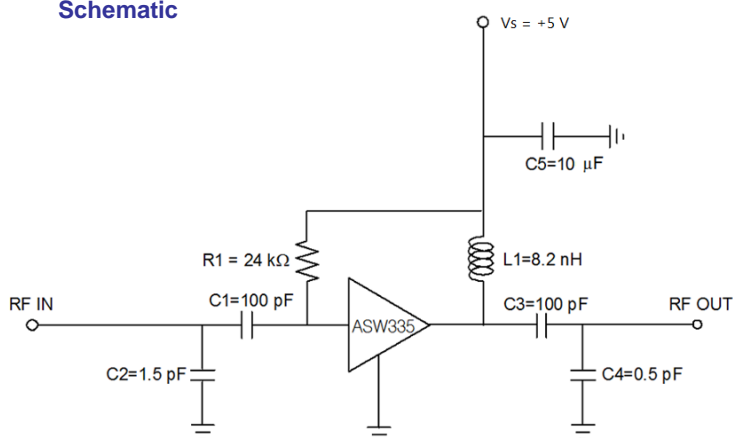 Schematic
Vs = +5 V
C5=10 μF
R1 = 24 kΩ
L1=8.2 nH
RF IN
C1=100 pF
C3=100 pF
RF OUT
ASW335
C2=1.5 pF
C4=0.5 pF